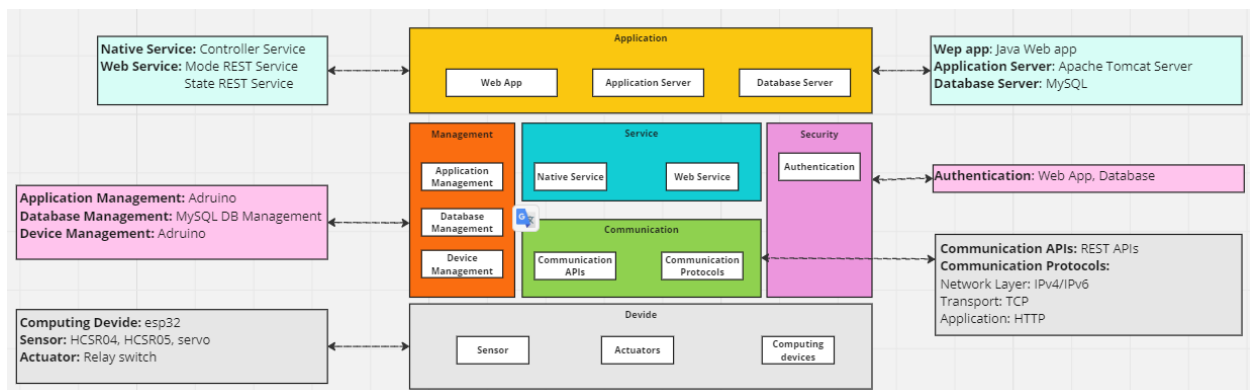 Native Service: Controller Service
Web Service: Mode REST Service
State REST Service
Application
Web App
Application Server
Database Server
Wep app: Java Web app
Application Server: Apache Tomcat Server
Database Server: MySQL
Management
Application
Management
Database
Management
Device
Management
Service
Native Service
Web Service
Security
Authentication
Communication
Communication
APIs
Communication
Protocols
Application Management: Adruino
Database Management: MySQL DB Management
Device Management: Adruino
Authentication: Web App, Database
Communication APIs: REST APIs
Communication Protocols:
Network Layer: IPv4/IPv6
Transport: TCP
Application: HTTP
Computing Devide: esp32
Sensor: HCSR04, HCSR05, servo
Actuator: Relay switch
Devide
Sensor
Actuators
Computing
devices